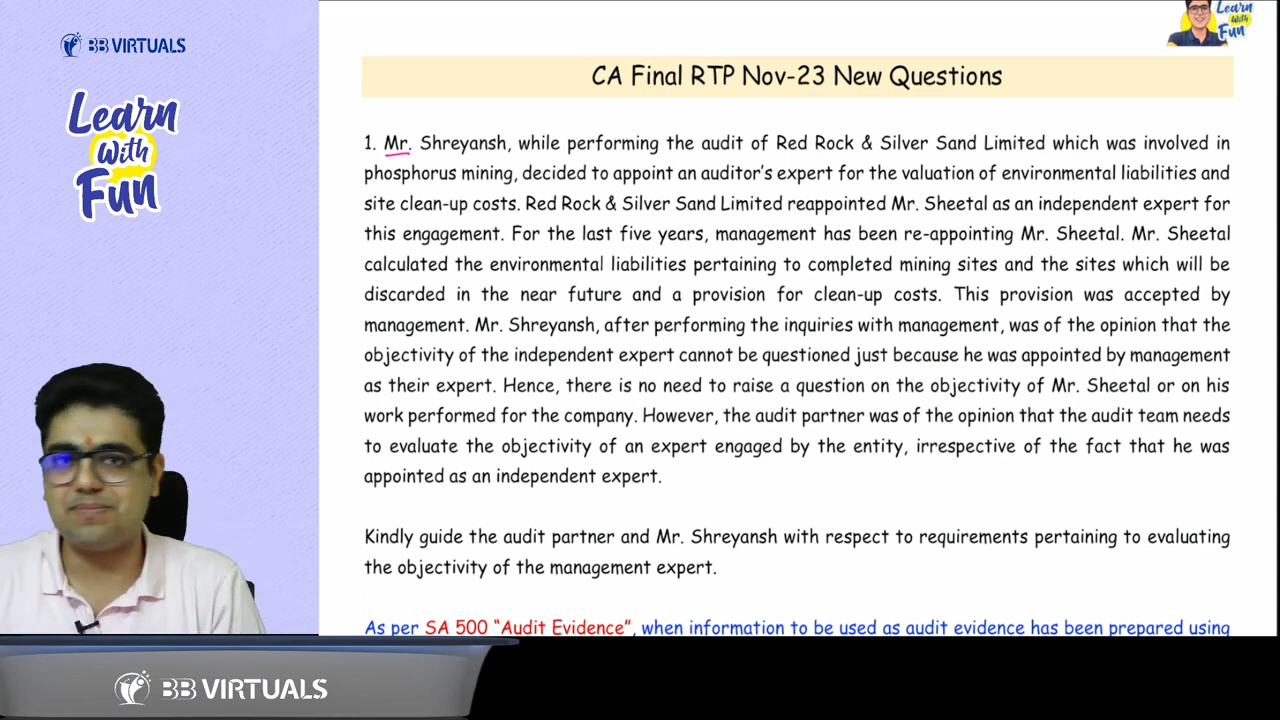 BB VIRTUALS
Learn
With
Fun
Learn
With
Fun
CA Final RTP Nov-23 New Questions
1. Mr. Shreyansh, while performing the audit of Red Rock & Silver Sand Limited which was involved in
phosphorus mining, decided to appoint an auditor's expert for the valuation of environmental liabilities and
site clean-up costs. Red Rock & Silver Sand Limited reappointed Mr. Sheetal as an independent expert for
this engagement. For the last five years, management has been re-appointing Mr. Sheetal. Mr. Sheetal
calculated the environmental liabilities pertaining to completed mining sites and the sites which will be
discarded in the near future and a provision for clean-up costs. This provision was accepted by
management. Mr. Shreyansh, after performing the inquiries with management, was of the opinion that the
objectivity of the independent expert cannot be questioned just because he was appointed by management
as their expert. Hence, there is no need to raise a question on the objectivity of Mr. Sheetal or on his
work performed for the company. However, the audit partner was of the opinion that the audit team needs
to evaluate the objectivity of an expert engaged by the entity, irrespective of the fact that he was
appointed as an independent expert.
Kindly guide the audit partner and Mr. Shreyansh with respect to requirements pertaining to evaluating
the objectivity of the management expert.
As per SA 500 "Audit Evidence", when information to be used as audit evidence has been prepared using
BB VIRTUALS